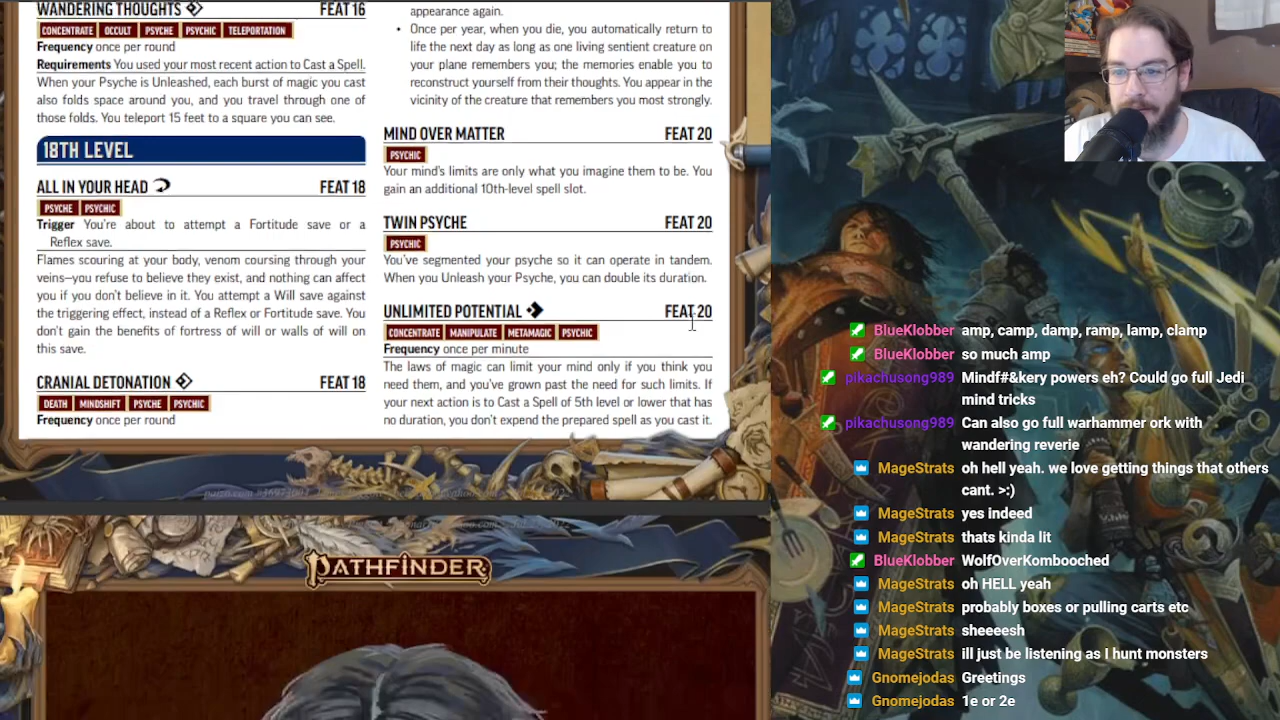 WANDERING THOUGHTS FEAT 16
CONCENTRATE OCCULT PSYCHE PSYCHIC TELEPORTATION
Frequency once per round
Requirements You used your most recent action to Cast a Spell.
When your Psyche is Unleashed, each burst of magic you cast
also folds space around you, and you travel through one of
those folds. You teleport 15 feet to a square you can see.
18TH LEVEL
ALL IN YOUR HEAD FEAT 18
PSYCHE PSYCHIC
Trigger You're about to attempt a Fortitude save or a
Reflex save.
Flames scouring at your body, venom coursing through your
veins—you refuse to believe they exist, and nothing can affect
you if you don't believe in it. You attempt a Will save against
the triggering effect, instead of a Reflex or Fortitude save. You
don't gain the benefits of fortress of will or walls of will on
this save.
CRANIAL DETONATION FEAT 18
DEATH MINDSHIFT PSYCHE PSYCHIC
Frequency once per round
appearance again.
• Once per year, when you die, you automatically return to
life the next day as long as one living sentient creature on
your plane remembers you; the memories enable you to
reconstruct yourself from their thoughts. You appear in the
vicinity of the creature that remembers you most strongly.
MIND OVER MATTER FEAT 20
PSYCHIC
Your mind's limits are only what you imagine them to be. You
gain an additional 10th-level spell slot.
TWIN PSYCHE FEAT 20
PSYCHIC
You've segmented your psyche so it can operate in tandem.
When you Unleash your Psyche, you can double its duration.
UNLIMITED POTENTIAL FEAT 20
CONCENTRATE MANIPULATE METAMAGIC PSYCHIC
Frequency once per minute
The laws of magic can limit your mind only if you think you
need them, and you've grown past the need for such limits. If
your next action is to Cast a Spell of 5th level or lower that has
no duration, you don't expend the prepared spell as you cast it.
PATHFINDER
BlueKlobber amp, camp, damp, ramp, lamp, clamp
BlueKlobber so much amp
pikachusong989 Mindf#&kery powers eh? Could go full Jedi
mind tricks
pikachusong989 Can also go full warhammer ork with
wandering reverie
MageStrats oh hell yeah. we love getting things that others
cant. >:)
MageStrats yes indeed
MageStrats thats kinda lit
BlueKlobber WolfOverKombooched
MageStrats oh HELL yeah
MageStrats probably boxes or pulling carts etc
MageStrats sheeeesh
MageStrats ill just be listening as I hunt monsters
Gnomejodas Greetings
Gnomejodas 1e or 2e